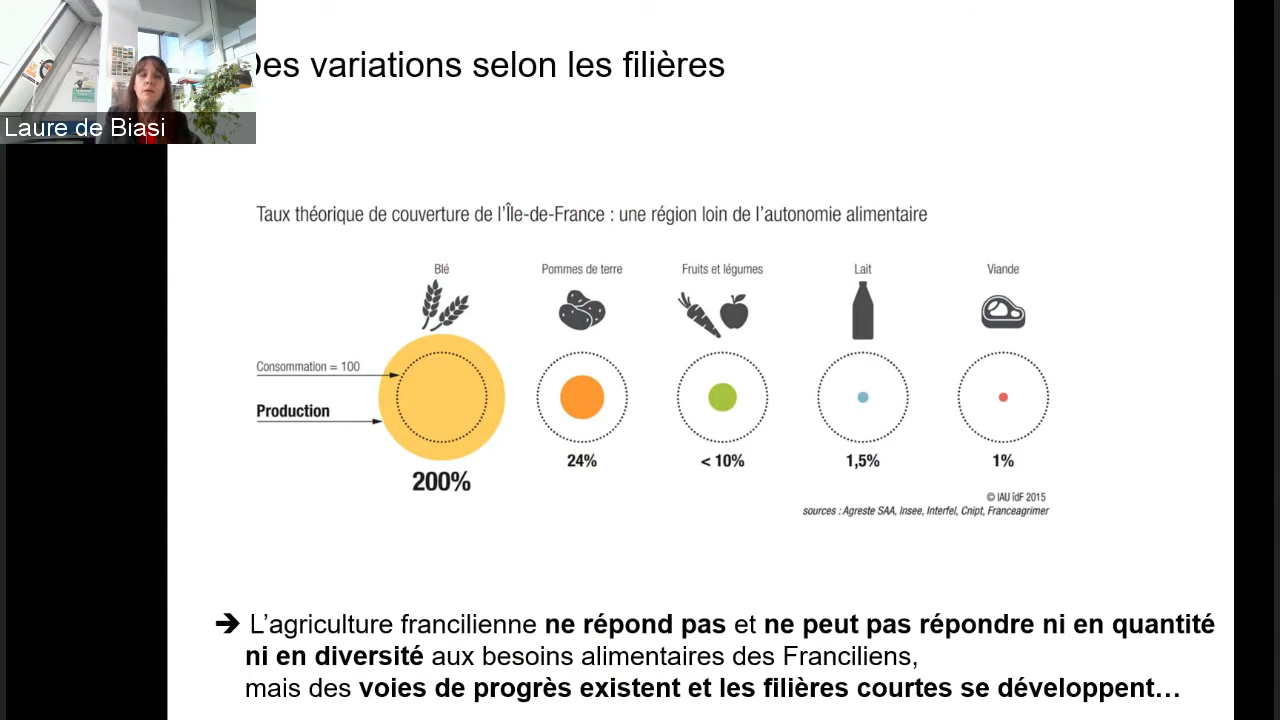 Des variations selon les filières
Laure de Biasi
Taux théorique de couverture de l'Île-de-France : une région loin de l'autonomie alimentaire
Blé
Pommes de terre
Fruits et légumes
Lait
Viande
Consommation = 100
Production
200%
24%
< 10%
1,5%
1%
© IAU îdF 2015
sources : Agreste SAA, Insee, Interfel, Cnipt, Franceagrimer
➔ L'agriculture francilienne ne répond pas et ne peut pas répondre ni en quantité
ni en diversité aux besoins alimentaires des Franciliens,
mais des voies de progrès existent et les filières courtes se développent…